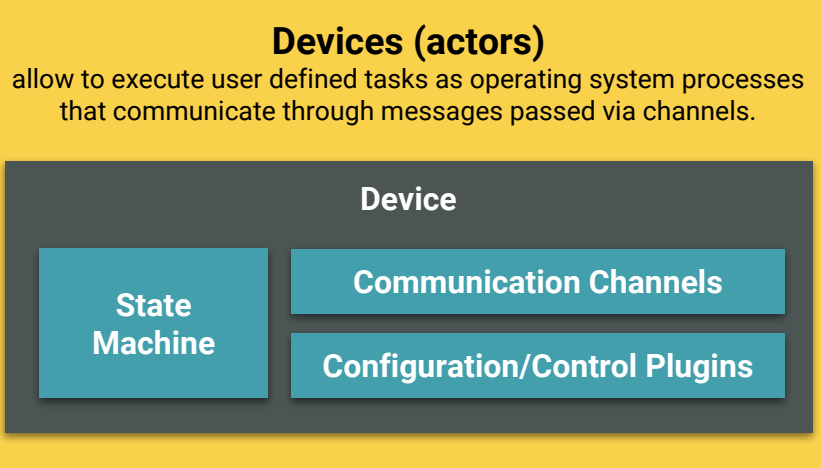 Devices (actors)
allow to execute user defined tasks as operating system processes
that communicate through messages passed via channels.
Device
State
Machine
Communication Channels
Configuration/Control Plugins